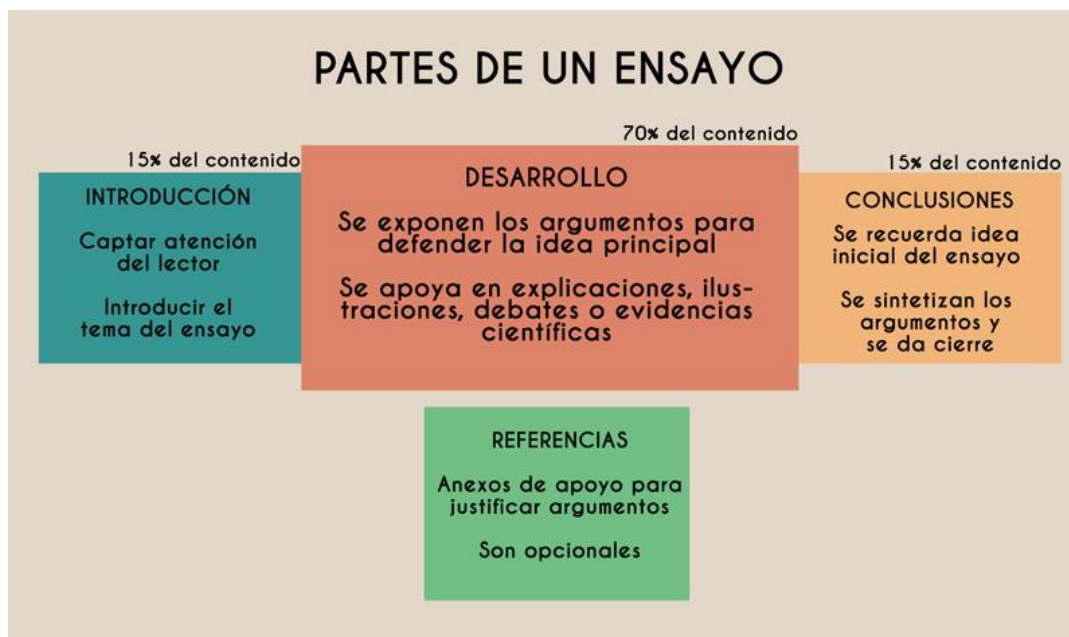 PARTES DE UN ENSAYO
15% del contenido
INTRODUCCIÓN
Captar atención
del lector
Introducir el
tema del ensayo
70% del contenido
DESARROLLO
Se exponen los argumentos para
defender la idea principal
Se apoya en explicaciones, ilus-
traciones, debates o evidencias
científicas
15% del contenido
CONCLUSIONES
Se recuerda idea
inicial del ensayo
Se sintetizan los
argumentos y
se da cierre
REFERENCIAS
Anexos de apoyo para
justificar argumentos
Son opcionales